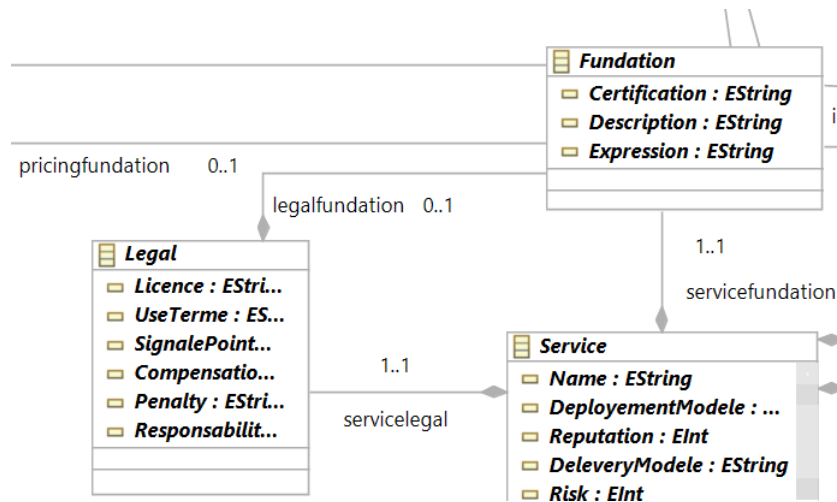 Fundation
Certification : EString
Description : EString
Expression : EString
i
pricingfundation 0..1
legalfundation 0..1
Legal
Licence : EStri...
UseTerme : ES...
SignalePoint...
Compensatio...
Penalty : EStri...
Responsabilit...
1..1
servicefundation
1..1
servicelegal
Service
Name : EString
DeployementModele : ...
Reputation : EInt
DeleveryModele : EString
Risk : EInt